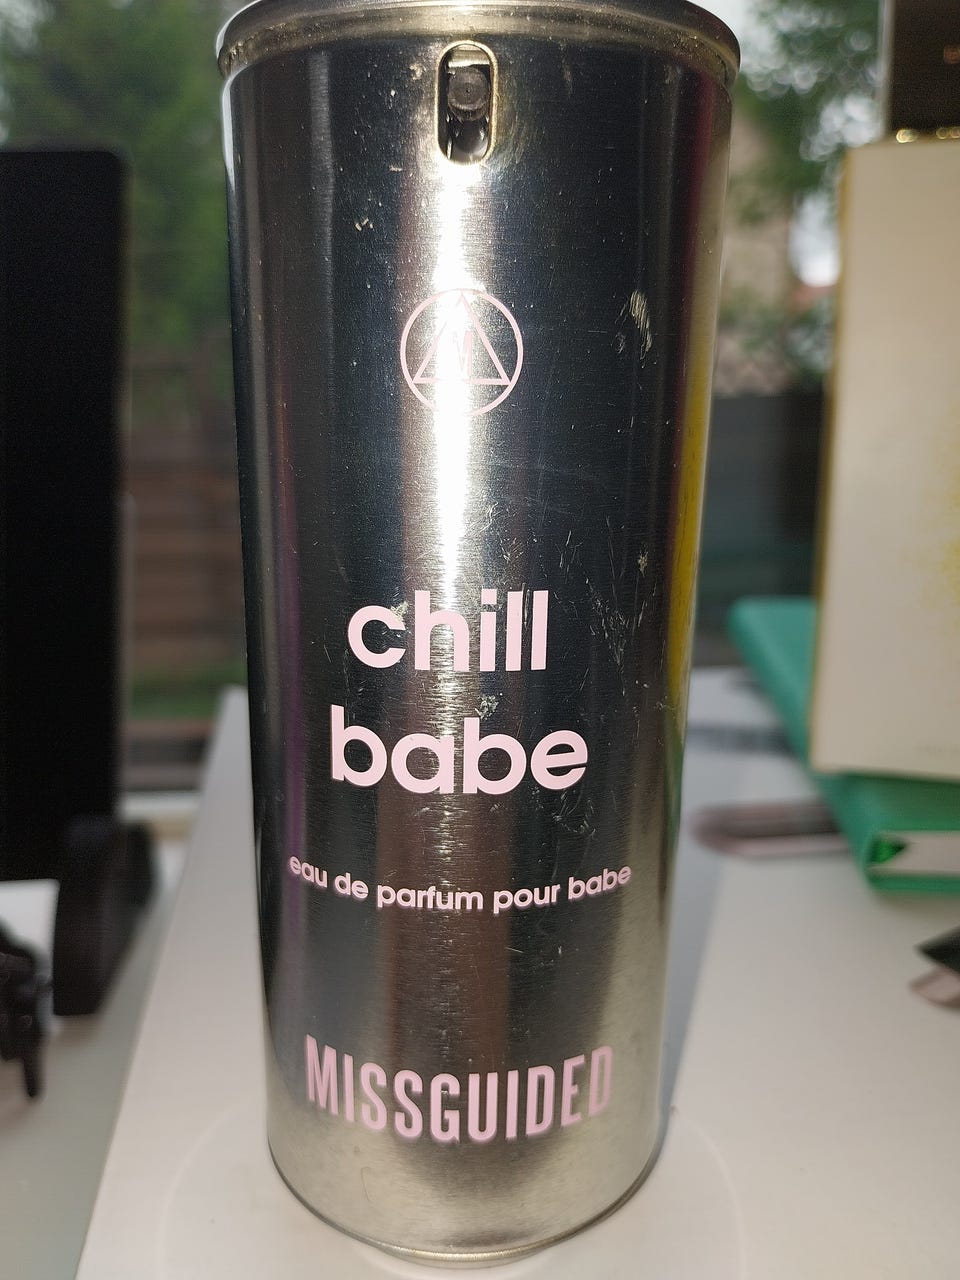 M
chill
babe
eau de parfum pour babe
MISSGUIDED